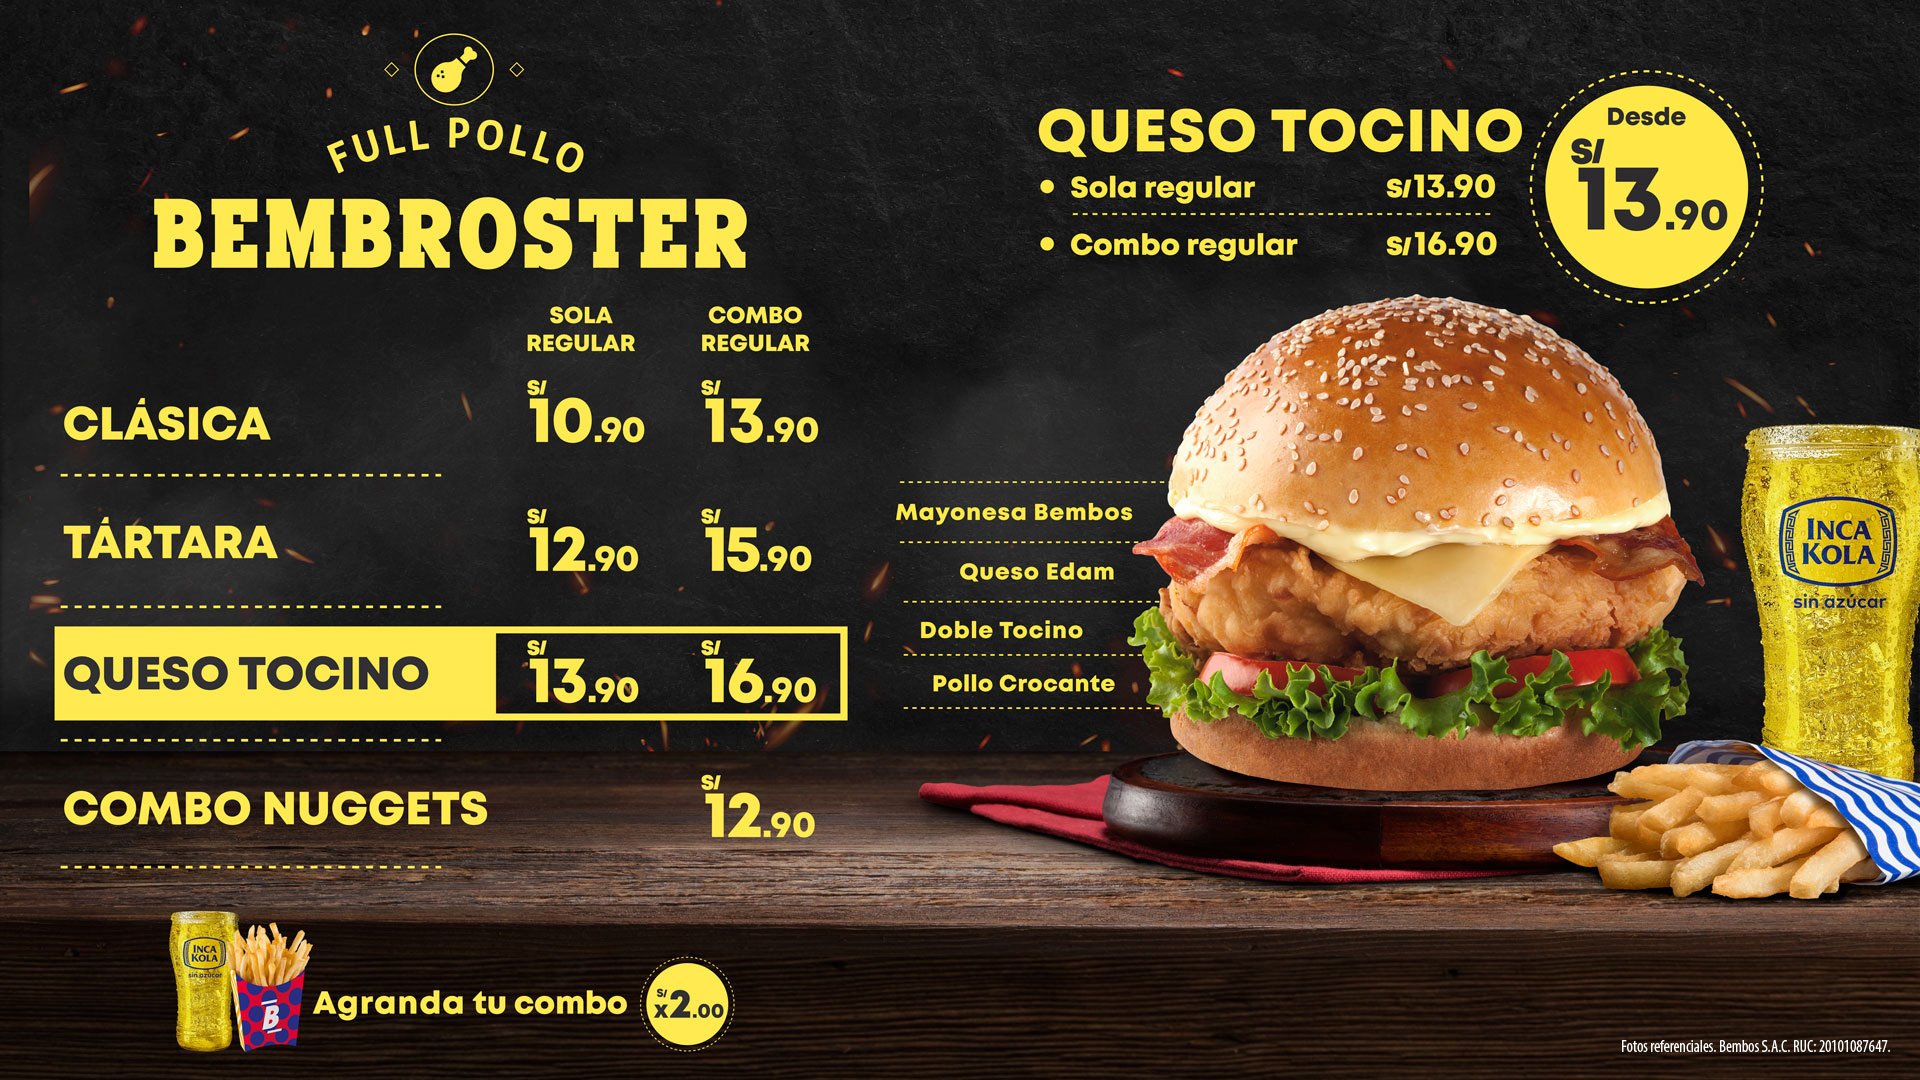 FULL POLLO
BEMBROSTER
SOLA REGULAR
COMBO REGULAR
CLÁSICA S/10.90 S/13.90
TÁRTARA S/12.90 S/15.90
QUESO TOCINO S/13.90 S/16.90
COMBO NUGGETS S/12.90
INCA KOLA
sin azúcar
B
Agranda tu combo x S/2.00
QUESO TOCINO
• Sola regular S/13.90
• Combo regular S/16.90
Desde
S/13.90
Mayonesa Bembos
Queso Edam
Doble Tocino
Pollo Crocante
INCA KOLA
sin azúcar
Fotos referenciales. Bembos S.A.C. RUC: 20101087647.